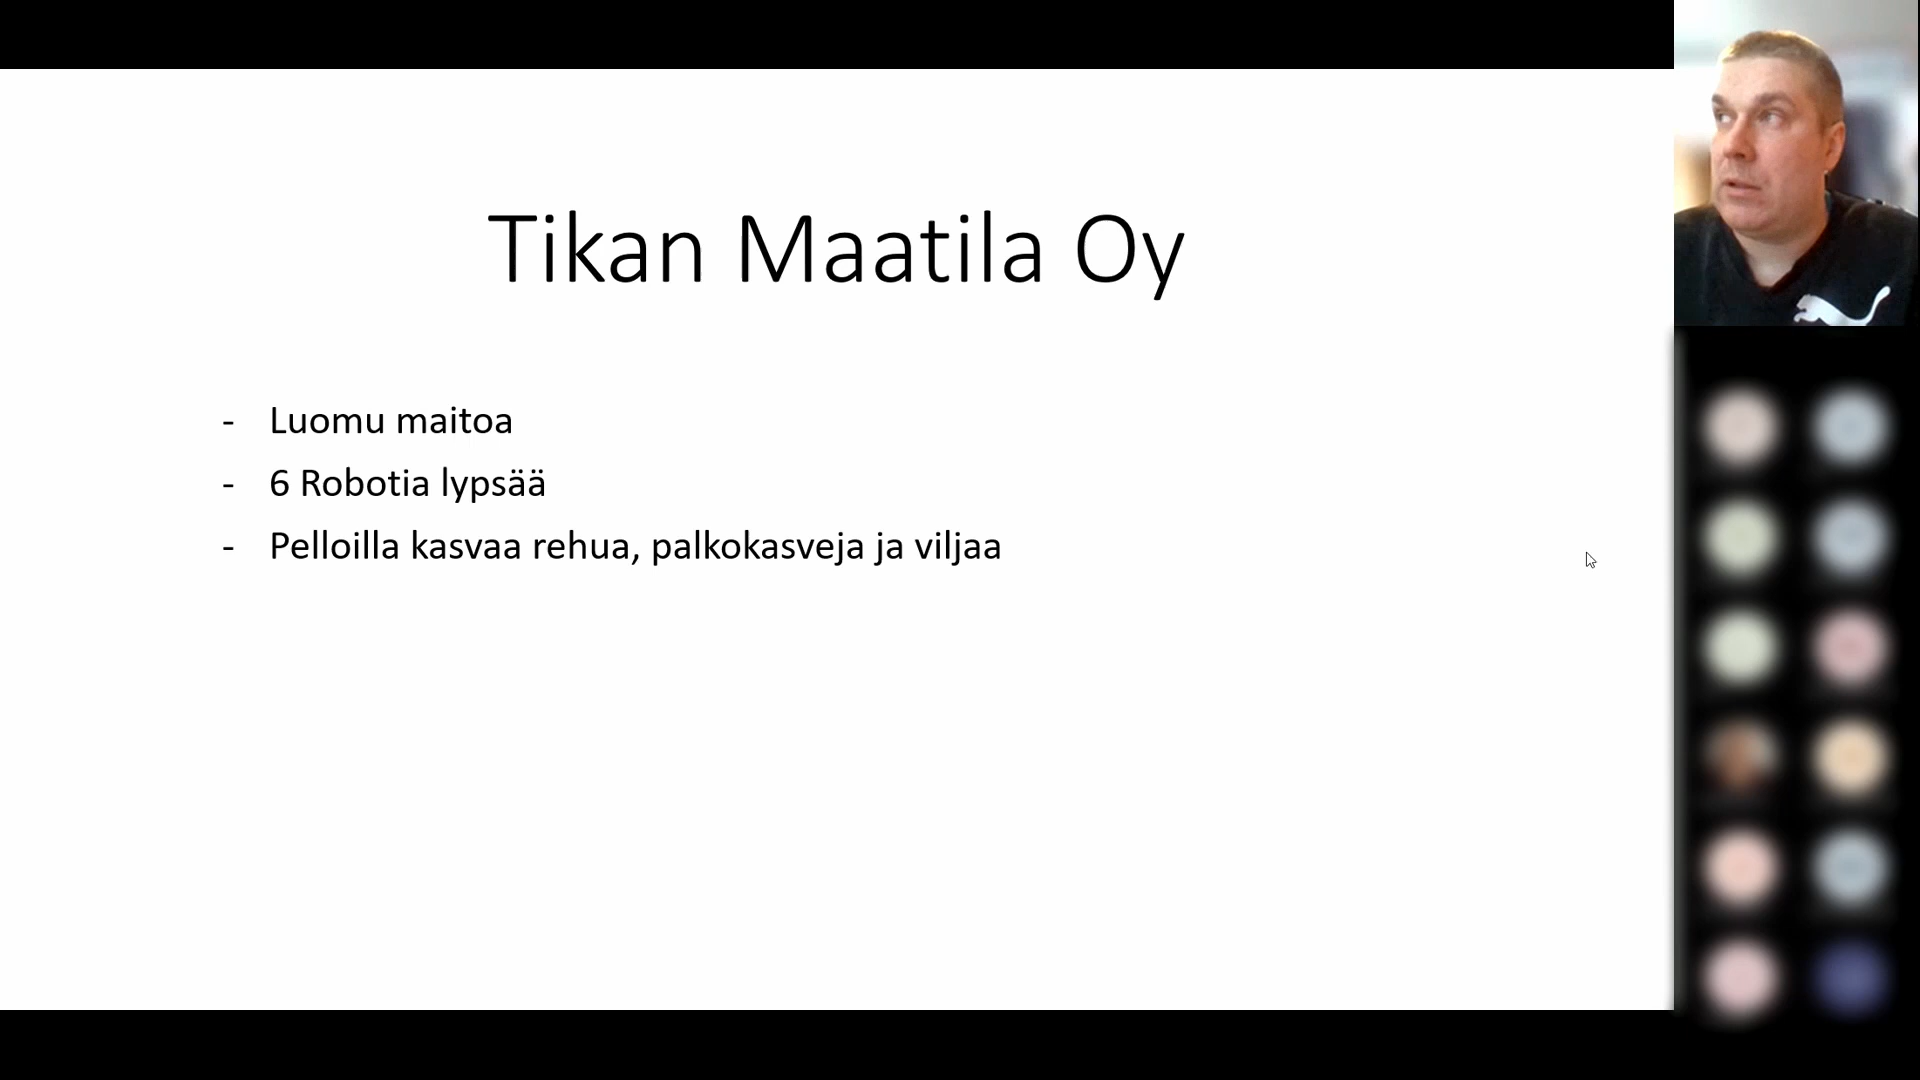 Tikan Maatila Oy
- Luomu maitoa
- 6 Robotia lypsää
- Pelloilla kasvaa rehua, palkokasveja ja viljaa